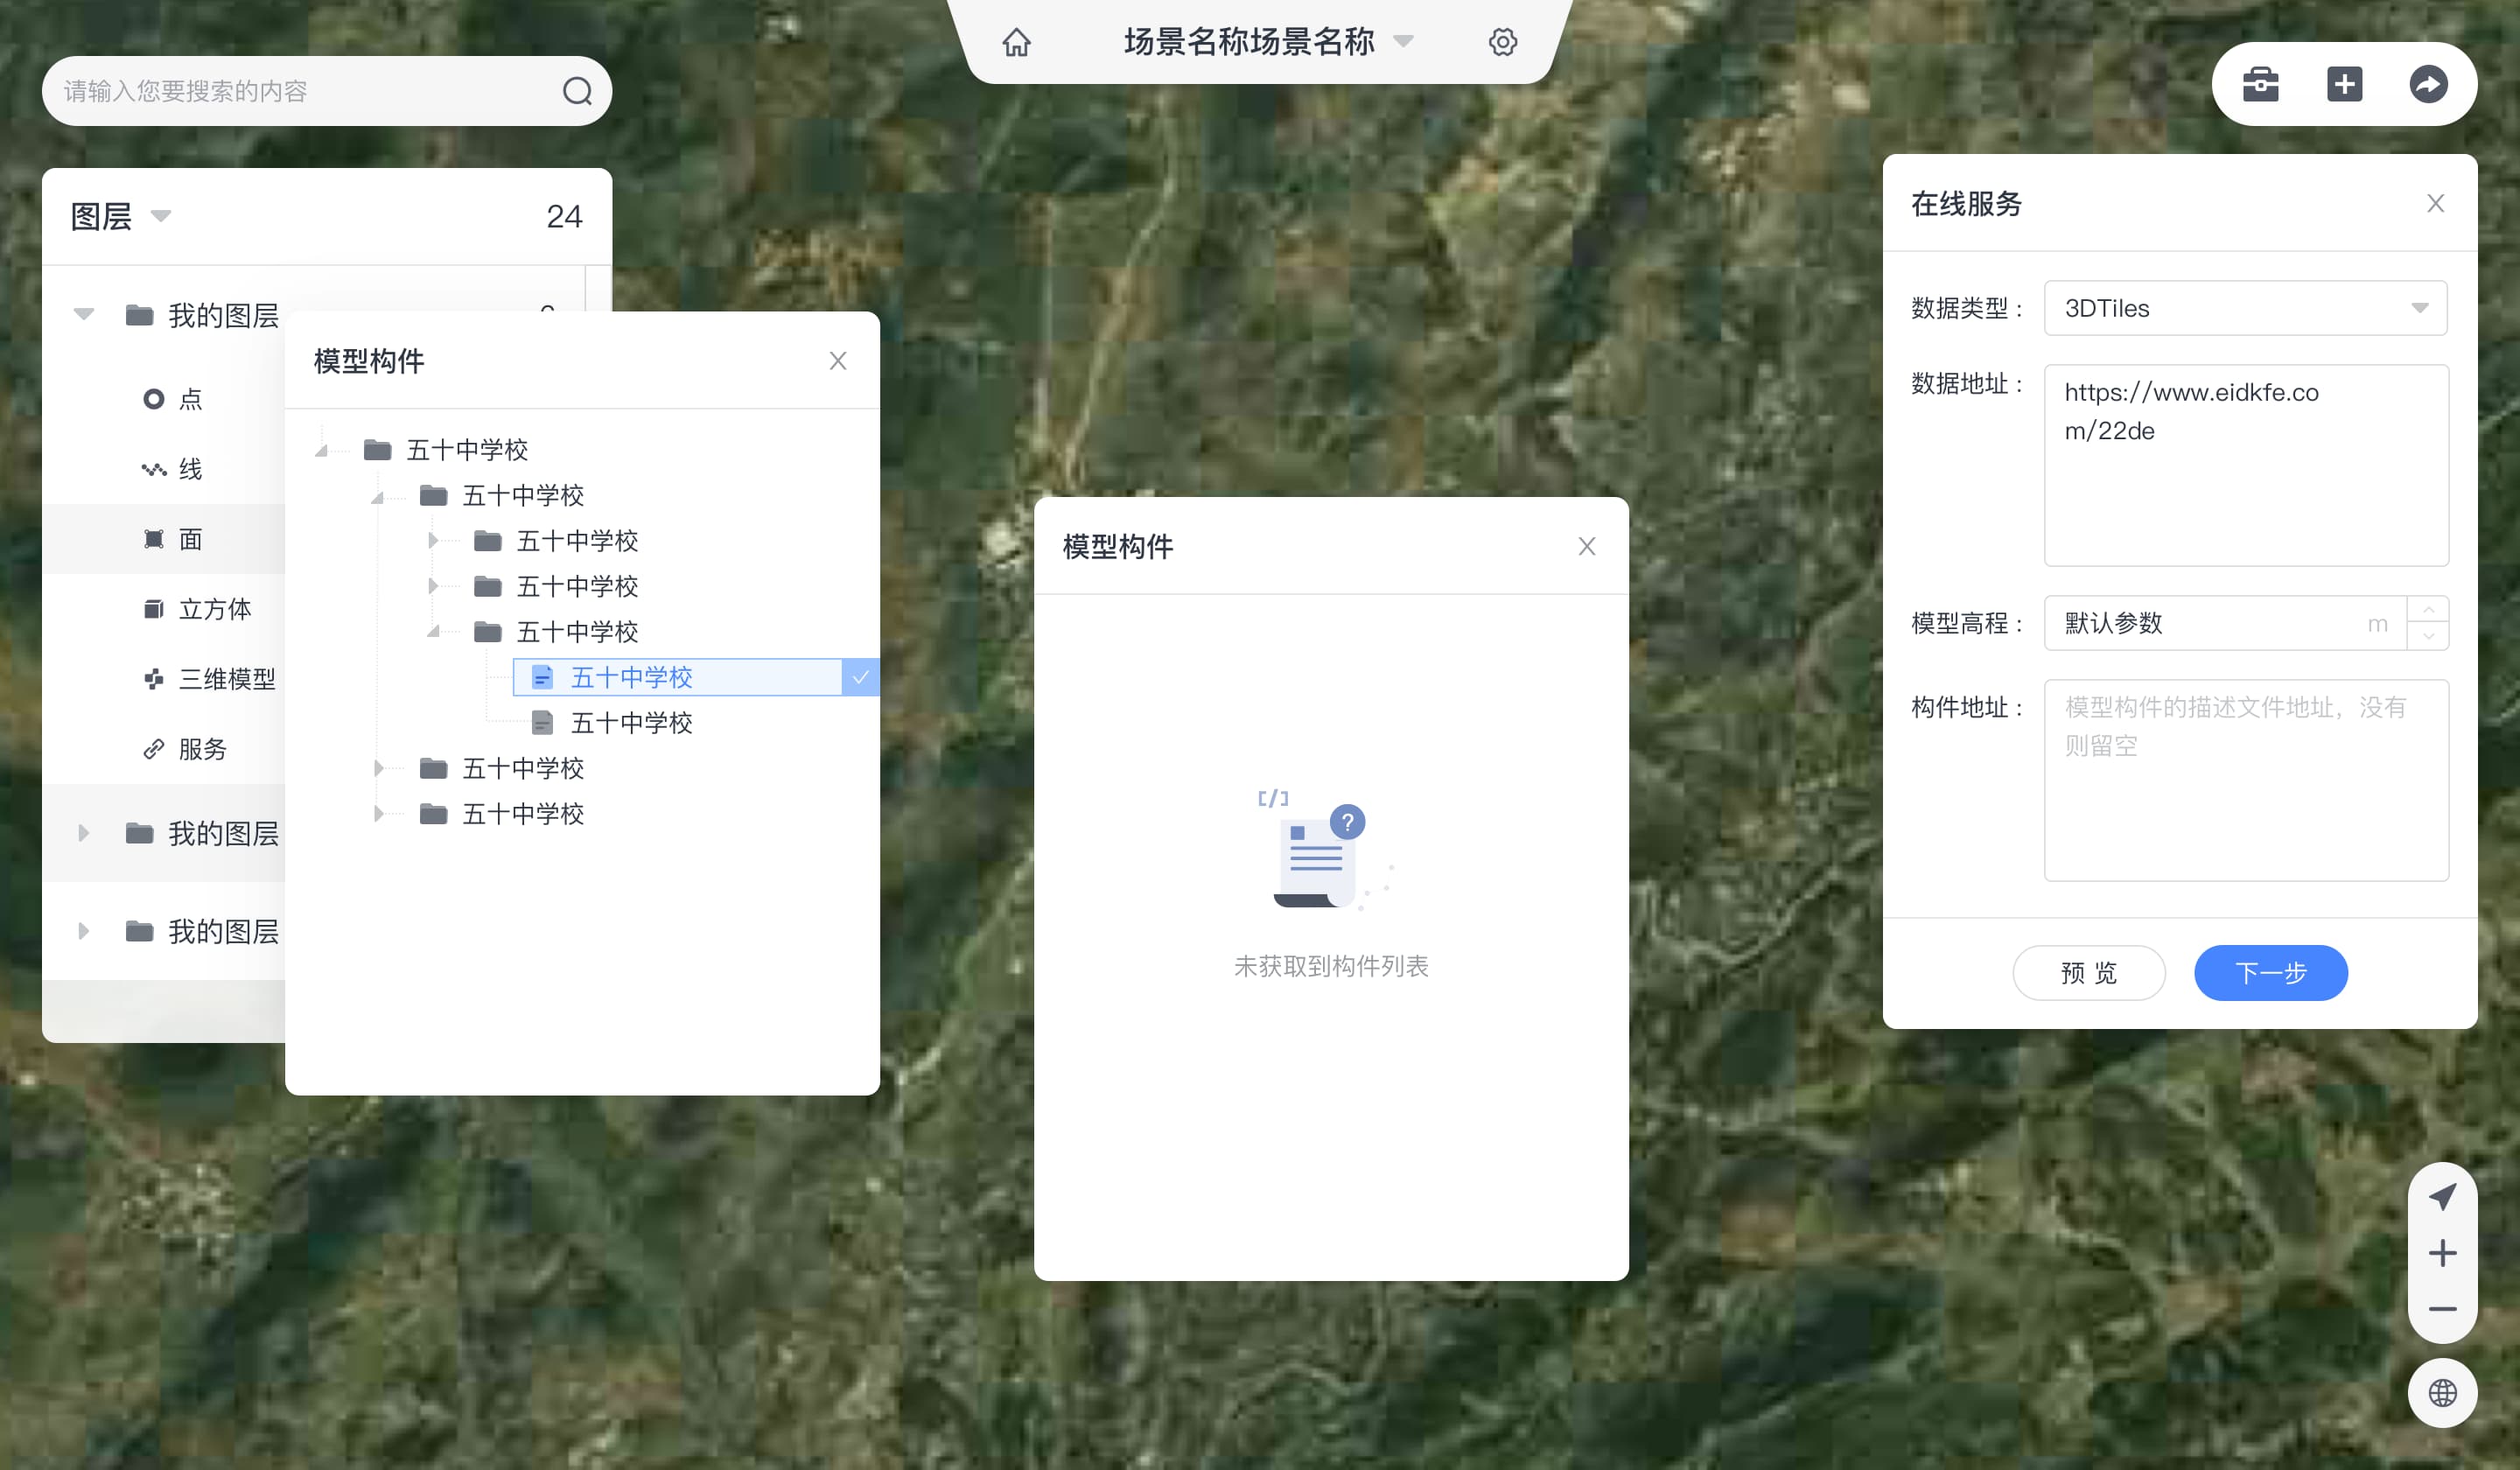 场景名称场景名称
请输入您要搜索的内容
图层
24
我的图层
点
线
面
立方体
三维模型
服务
我的图层
我的图层
模型构件
五十中学校
五十中学校
五十中学校
五十中学校
五十中学校
五十中学校
五十中学校
五十中学校
五十中学校
模型构件
[/]
?
未获取到构件列表
在线服务
数据类型：
3DTiles
数据地址：
https://www.eidkfe.co
m/22de
模型高程：
默认参数
m
构件地址：
模型构件的描述文件地址，没有
则留空
预 览
下一步